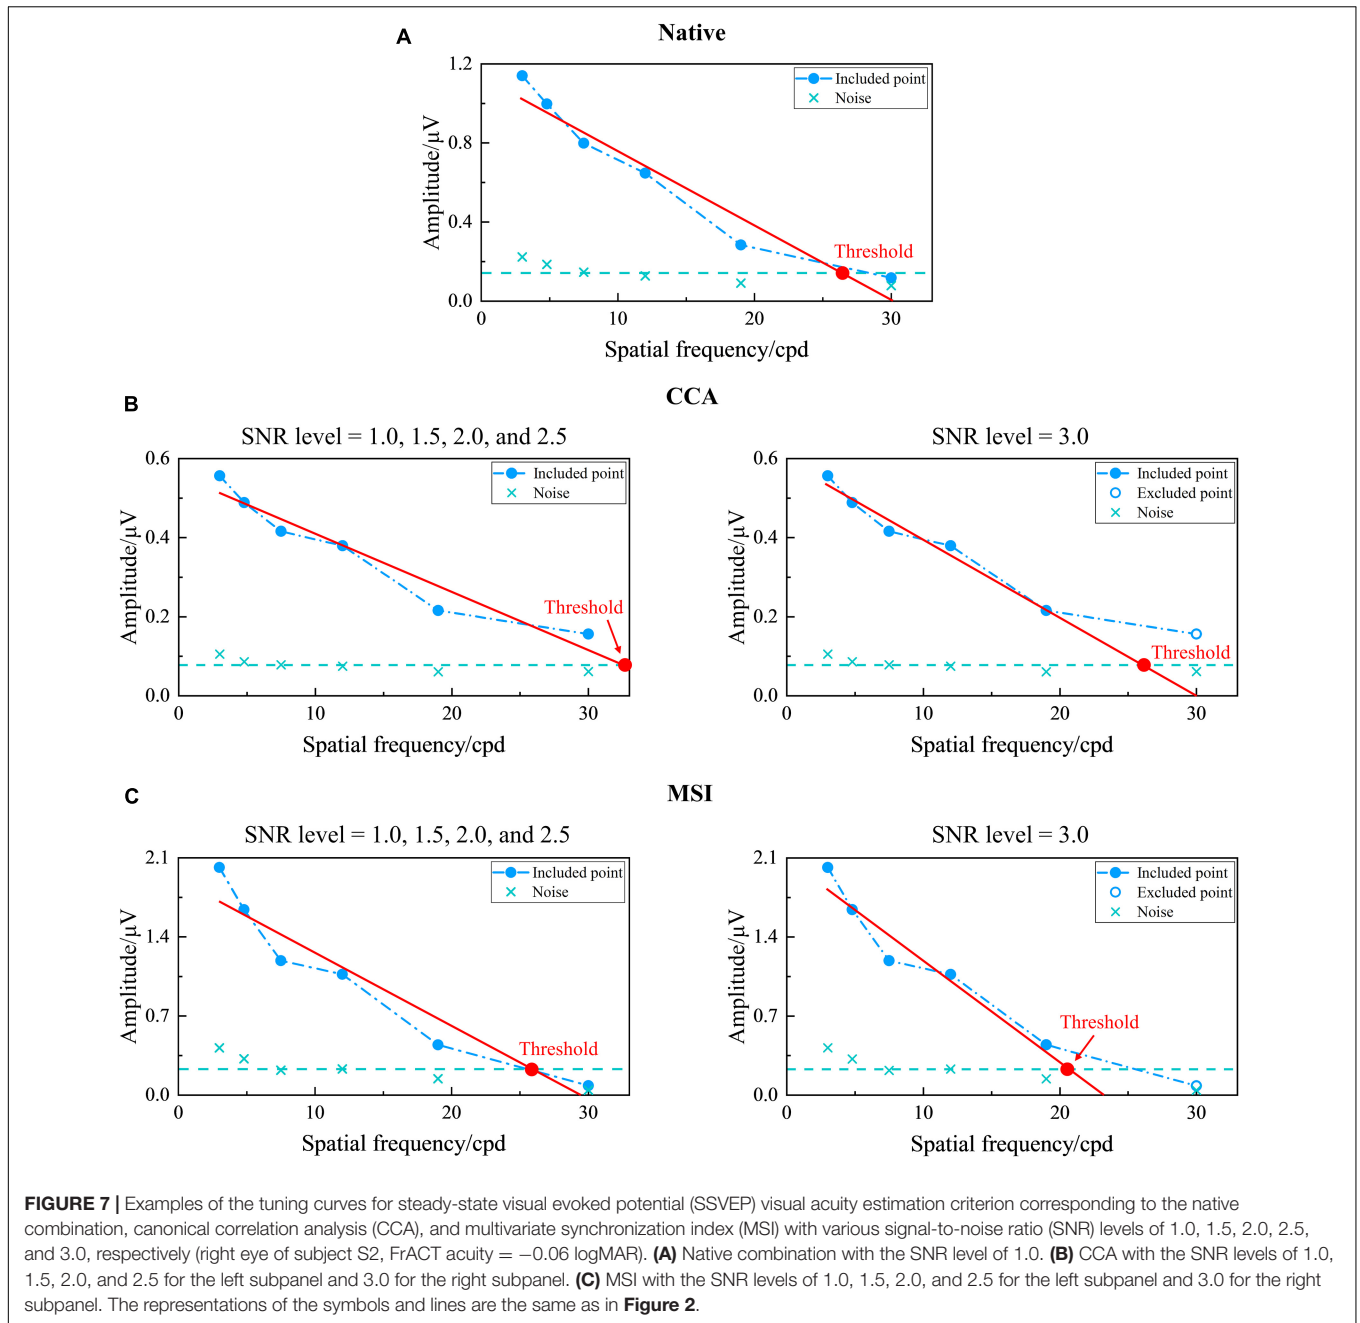 A
Native
Included point
Noise
Threshold
Amplitude/μV
1.2
0.8
0.4
0.0
0 10 20 30
Spatial frequency/cpd
CCA
B
SNR level = 1.0, 1.5, 2.0, and 2.5
Included point
Noise
Threshold
Amplitude/μV
0.6
0.4
0.2
0.0
0 10 20 30
Spatial frequency/cpd
SNR level = 3.0
Included point
Excluded point
Noise
Threshold
Amplitude/μV
0.6
0.4
0.2
0.0
0 10 20 30
Spatial frequency/cpd
MSI
C
SNR level = 1.0, 1.5, 2.0, and 2.5
Included point
Noise
Threshold
Amplitude/μV
2.1
1.4
0.7
0.0
0 10 20 30
Spatial frequency/cpd
SNR level = 3.0
Included point
Excluded point
Noise
Threshold
Amplitude/μV
2.1
1.4
0.7
0.0
0 10 20 30
Spatial frequency/cpd
FIGURE 7 | Examples of the tuning curves for steady-state visual evoked potential (SSVEP) visual acuity estimation criterion corresponding to the native
combination, canonical correlation analysis (CCA), and multivariate synchronization index (MSI) with various signal-to-noise ratio (SNR) levels of 1.0, 1.5, 2.0, 2.5,
and 3.0, respectively (right eye of subject S2, FrACT acuity = −0.06 logMAR). (A) Native combination with the SNR level of 1.0. (B) CCA with the SNR levels of 1.0,
1.5, 2.0, and 2.5 for the left subpanel and 3.0 for the right subpanel. (C) MSI with the SNR levels of 1.0, 1.5, 2.0, and 2.5 for the left subpanel and 3.0 for the right
subpanel. The representations of the symbols and lines are the same as in Figure 2.